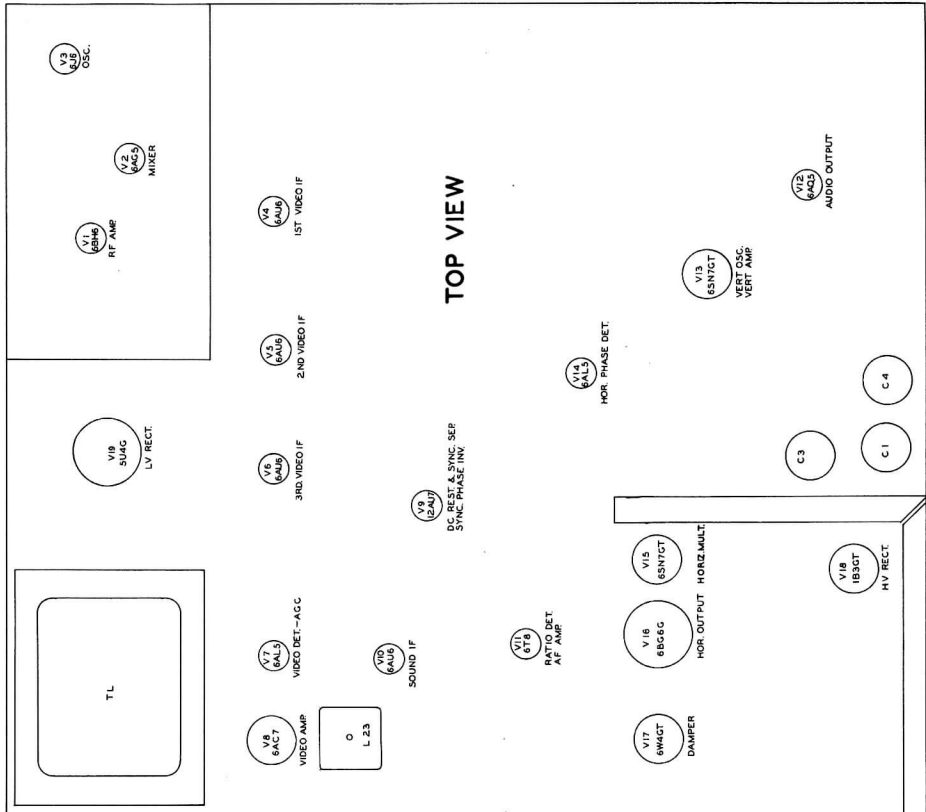 V3
6J6
OSC.
V2
6AG5
MIXER
V1
6BH6
RF AMP.
V4
6AU6
1ST VIDEO IF
V5
6AU6
2ND VIDEO IF
V6
6AU6
3RD. VIDEO IF
V19
5U4G
LV RECT.
TOP VIEW
V12
6AQ5
AUDIO OUTPUT
V13
6SN7GT
VERT OSC.
VERT AMP.
V14
6AL5
HOR. PHASE DET.
C4
C1
C3
V9
12AU7
DC. REST. & SYNC. SEP.
SYNC. PHASE INV.
V15
6SN7GT
HORIZ.MULT.
V18
1B3GT
HV RECT.
V16
6BG6G
HOR. OUTPUT
V11
6T8
RATIO DET.
AF AMP.
V7
6AL5
VIDEO DET.-AGC
V10
6AU6
SOUND IF
TL
V8
6AC7
VIDEO AMP.
O
L 23
V17
6W4GT
DAMPER